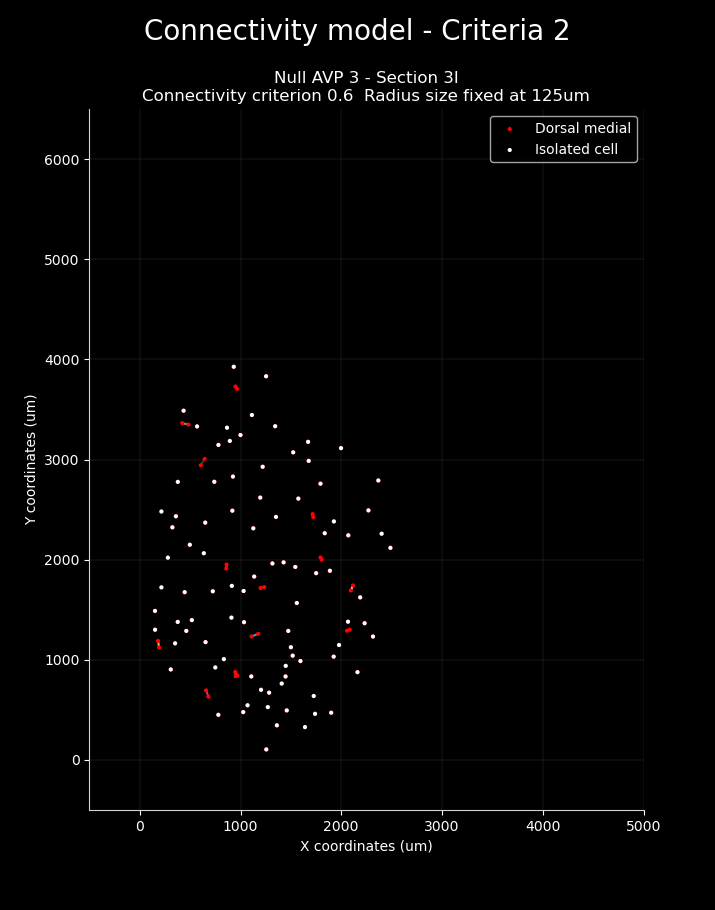 Connectivity model - Criteria 2
Null AVP 3 - Section 3l
Connectivity criterion 0.6  Radius size fixed at 125um
Dorsal medial
Isolated cell
6000
5000
4000
3000
2000
1000
0
Y coordinates (um)
0 1000 2000 3000 4000 5000
X coordinates (um)